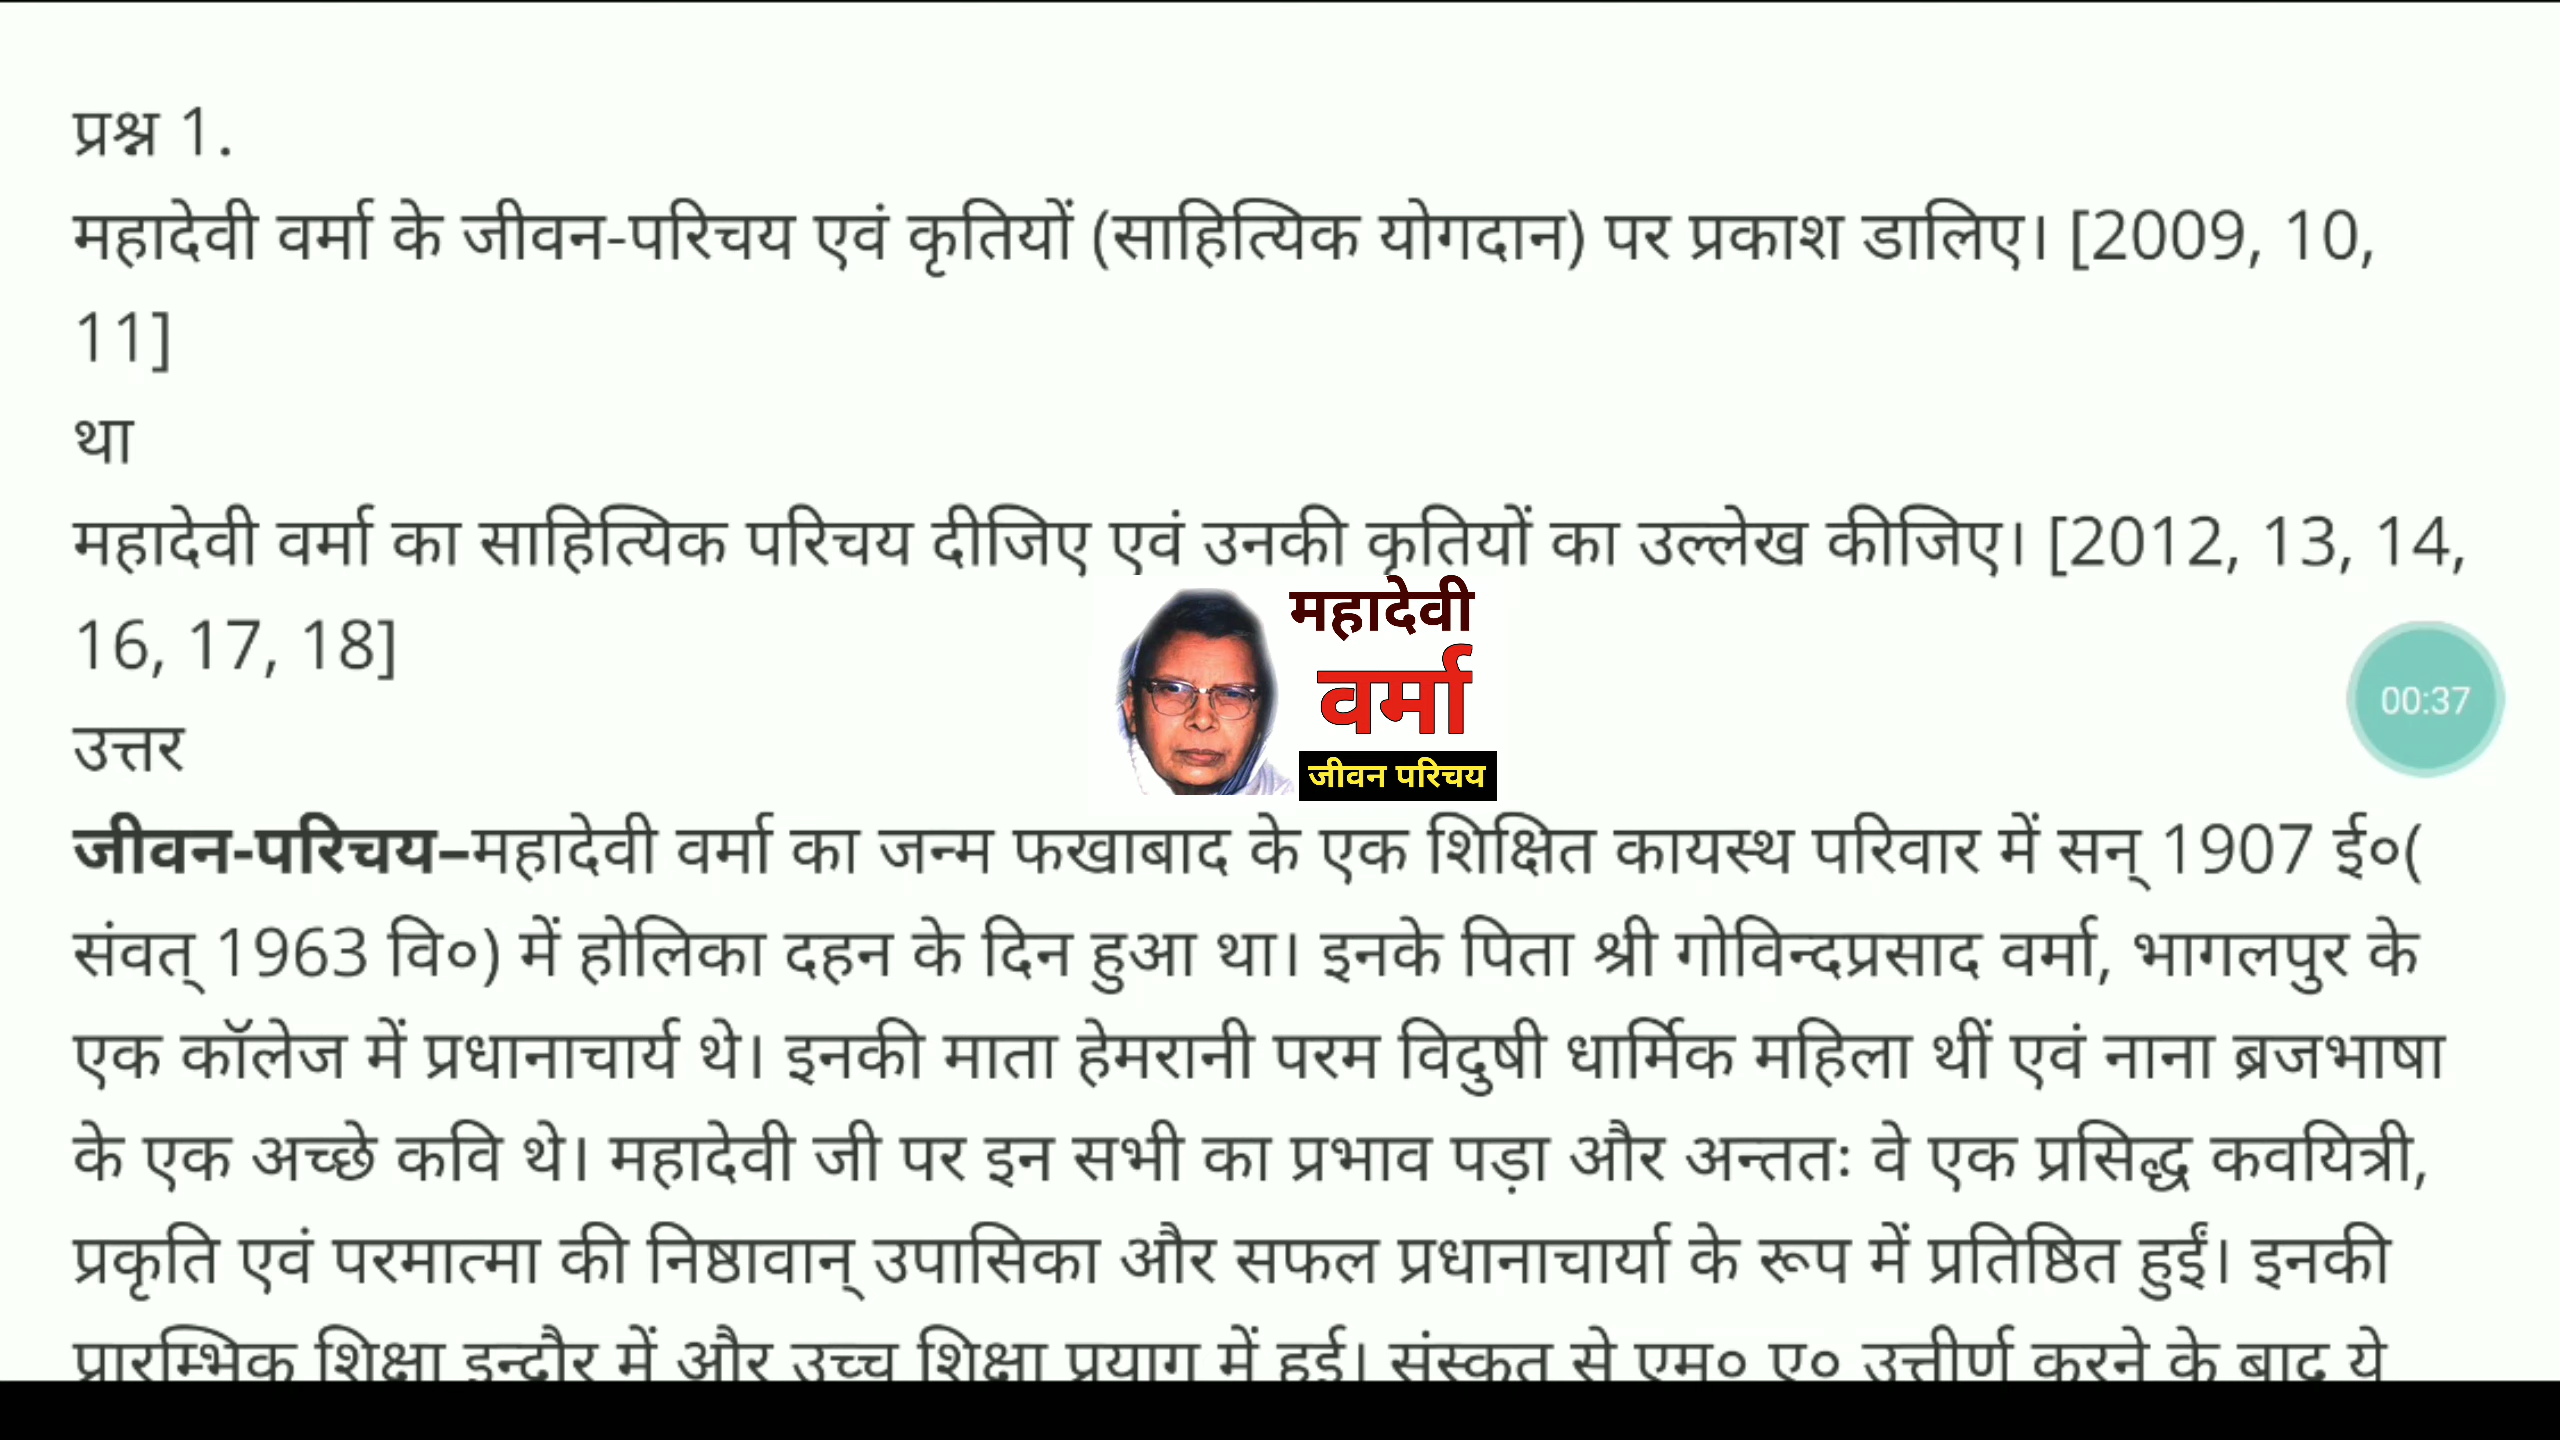 प्रश्न 1.
महादेवी वर्मा के जीवन-परिचय एवं कृतियों (साहित्यिक योगदान) पर प्रकाश डालिए। [2009, 10,
11]
था
महादेवी वर्मा का साहित्यिक परिचय दीजिए एवं उनकी कृतियों का उल्लेख कीजिए। [2012, 13, 14,
16, 17, 18]
महादेवी
वर्मा
जीवन परिचय
00:37
उत्तर
जीवन-परिचय–महादेवी वर्मा का जन्म फखाबाद के एक शिक्षित कायस्थ परिवार में सन् 1907 ई०(
संवत् 1963 वि०) में होलिका दहन के दिन हुआ था। इनके पिता श्री गोविन्दप्रसाद वर्मा, भागलपुर के
एक कॉलेज में प्रधानाचार्य थे। इनकी माता हेमरानी परम विदुषी धार्मिक महिला थीं एवं नाना ब्रजभाषा
के एक अच्छे कवि थे। महादेवी जी पर इन सभी का प्रभाव पड़ा और अन्ततः वे एक प्रसिद्ध कवयित्री,
प्रकृति एवं परमात्मा की निष्ठावान् उपासिका और सफल प्रधानाचार्या के रूप में प्रतिष्ठित हुईं। इनकी
प्रारम्भिक शिक्षा इन्दौर में और उच्च शिक्षा प्रयाग में हुई। संस्कृत से एम० ए० उत्तीर्ण करने के बाद ये